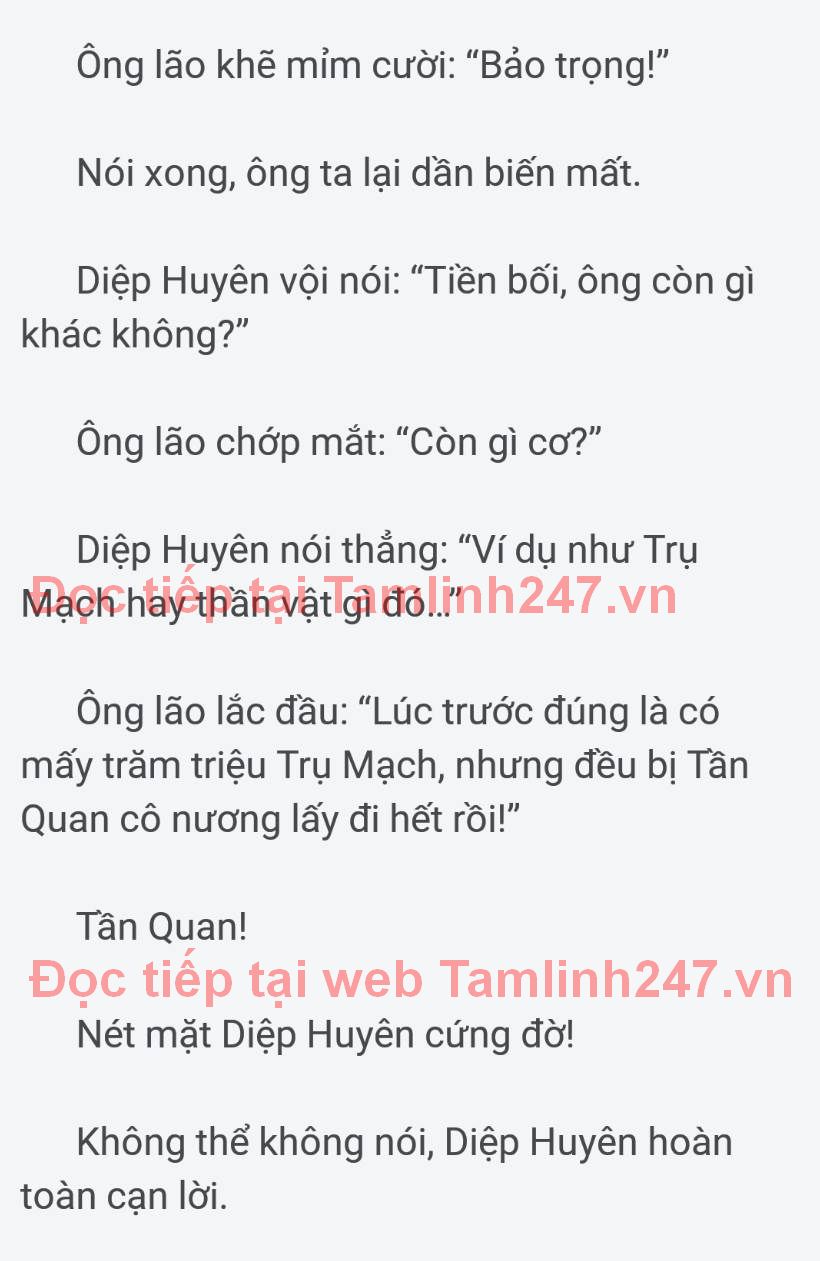 Ông lão khẽ mỉm cười: “Bảo trọng!”
Nói xong, ông ta lại dần biến mất.
Diệp Huyên vội nói: “Tiền bối, ông còn gì
khác không?”
Ông lão chớp mắt: “Còn gì cơ?”
Diệp Huyên nói thẳng: “Ví dụ như Trụ
Đọc tiếp tại Tamlinh247.vn
Mạch hay thần vật gì đó...”
Ông lão lắc đầu: “Lúc trước đúng là có
mấy trăm triệu Trụ Mạch, nhưng đều bị Tần
Quan cô nương lấy đi hết rồi!”
Tần Quan!
Đọc tiếp tại web Tamlinh247.vn
Nét mặt Diệp Huyên cứng đờ!
Không thể không nói, Diệp Huyên hoàn
toàn cạn lời.